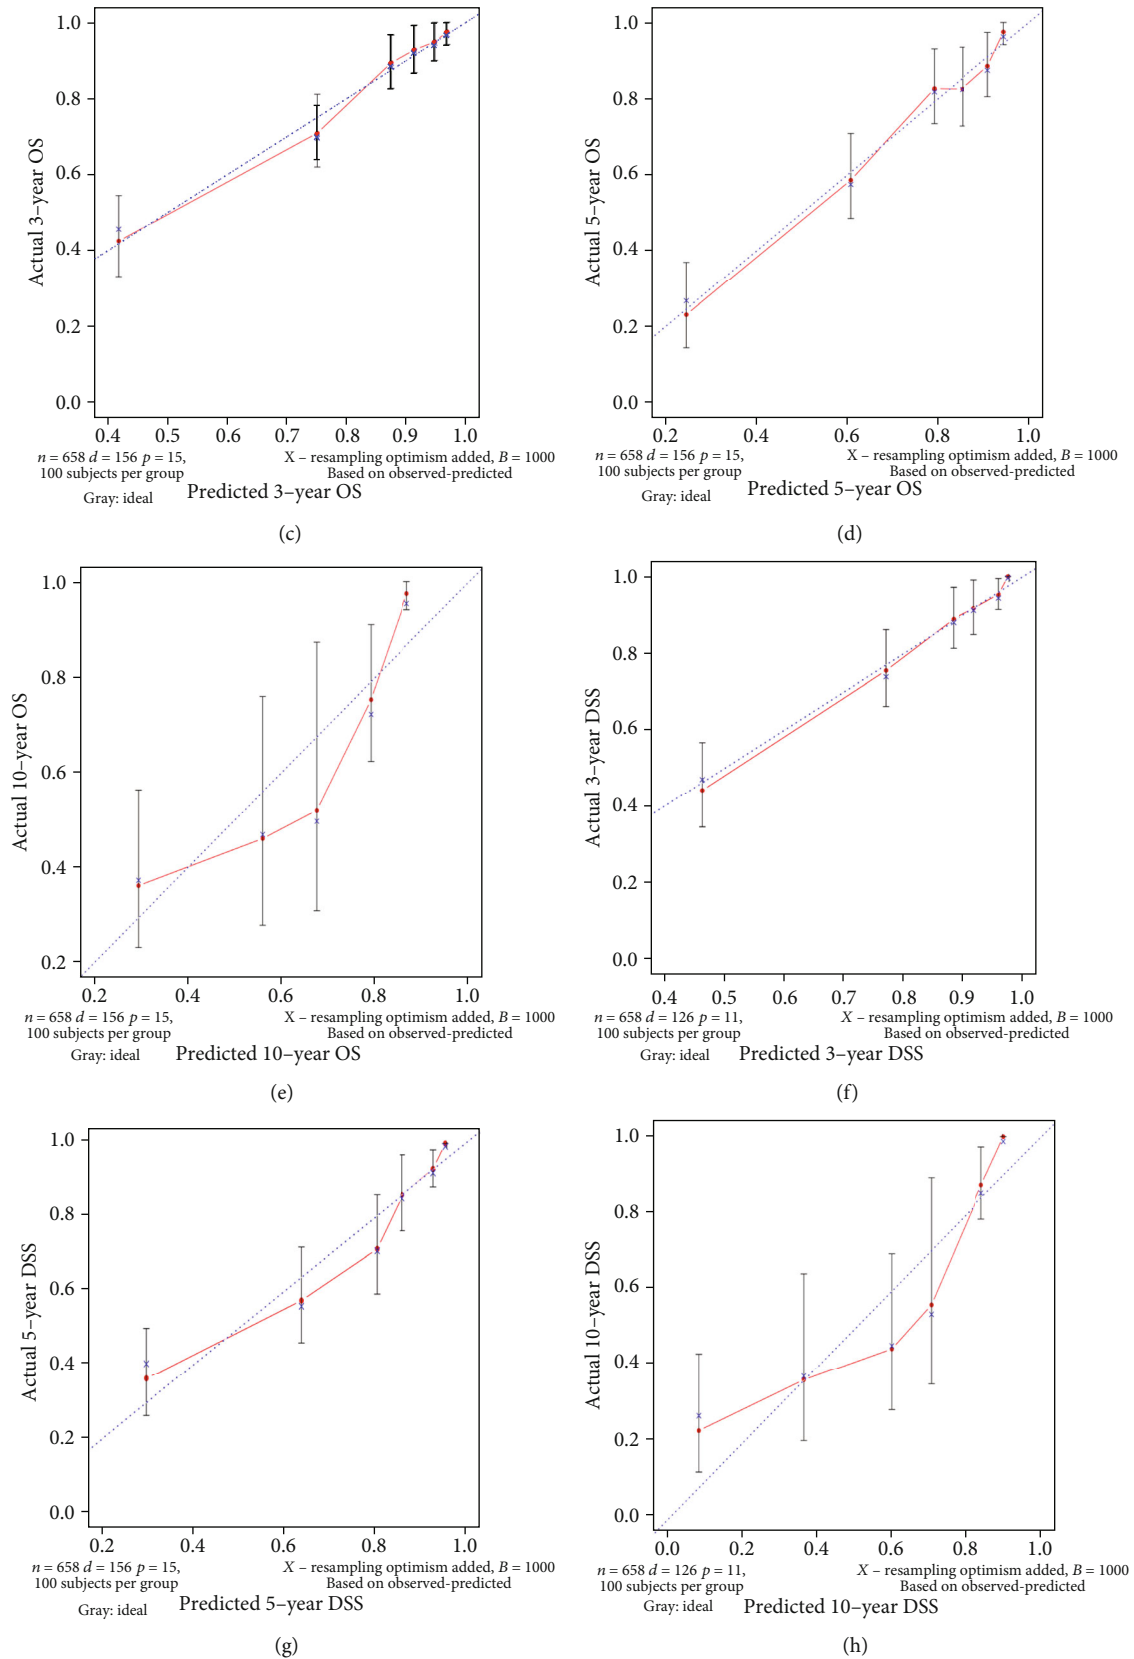 1.0
0.8
0.6
0.4
0.2
0.0
Actual 3–year OS
0.4 0.5 0.6 0.7 0.8 0.9 1.0
n = 658 d = 156 p = 15,
100 subjects per group
Gray: ideal
X – resampling optimism added, B = 1000
Based on observed-predicted
Predicted 3–year OS
(c)
1.0
0.8
0.6
0.4
0.2
0.0
Actual 5–year OS
0.2 0.4 0.6 0.8 1.0
n = 658 d = 156 p = 15,
100 subjects per group
Gray: ideal
X – resampling optimism added, B = 1000
Based on observed-predicted
Predicted 5–year OS
(d)
1.0
0.8
0.6
0.4
0.2
Actual 10–year OS
0.2 0.4 0.6 0.8 1.0
n = 658 d = 156 p = 15,
100 subjects per group
Gray: ideal
X – resampling optimism added, B = 1000
Based on observed-predicted
Predicted 10–year OS
(e)
1.0
0.8
0.6
0.4
0.2
0.0
Actual 3–year DSS
0.4 0.5 0.6 0.7 0.8 0.9 1.0
n = 658 d = 126 p = 11,
100 subjects per group
Gray: ideal
X – resampling optimism added, B = 1000
Based on observed-predicted
Predicted 3–year DSS
(f)
1.0
0.8
0.6
0.4
0.2
0.0
Actual 5–year DSS
0.2 0.4 0.6 0.8 1.0
n = 658 d = 156 p = 15,
100 subjects per group
Gray: ideal
X – resampling optimism added, B = 1000
Based on observed-predicted
Predicted 5–year DSS
(g)
1.0
0.8
0.6
0.4
0.2
0.0
Actual 10–year DSS
0.0 0.2 0.4 0.6 0.8 1.0
n = 658 d = 126 p = 11,
100 subjects per group
Gray: ideal
X – resampling optimism added, B = 1000
Based on observed-predicted
Predicted 10–year DSS
(h)